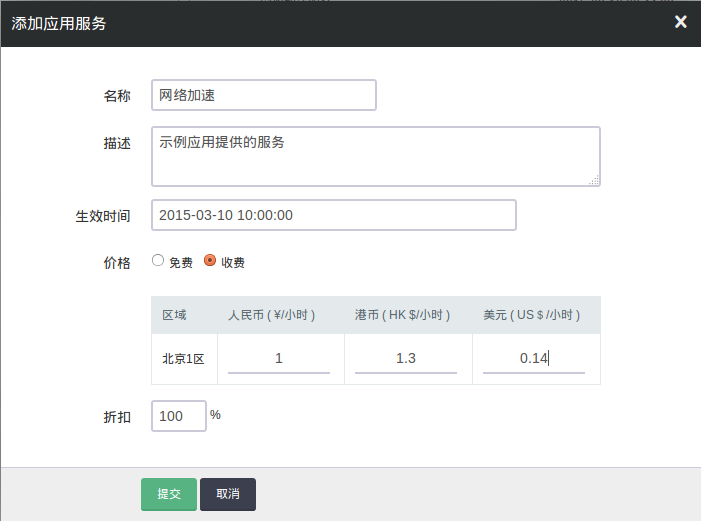 添加应用服务
名称 网络加速
描述 示例应用提供的服务
生效时间 2015-03-10 10:00:00
价格 免费 收费
区域 人民币 ( ¥/小时 ) 港币 ( HK $/小时 ) 美元 ( US $ /小时 )
北京1区 1 1.3 0.14
折扣 100 %
提交 取消